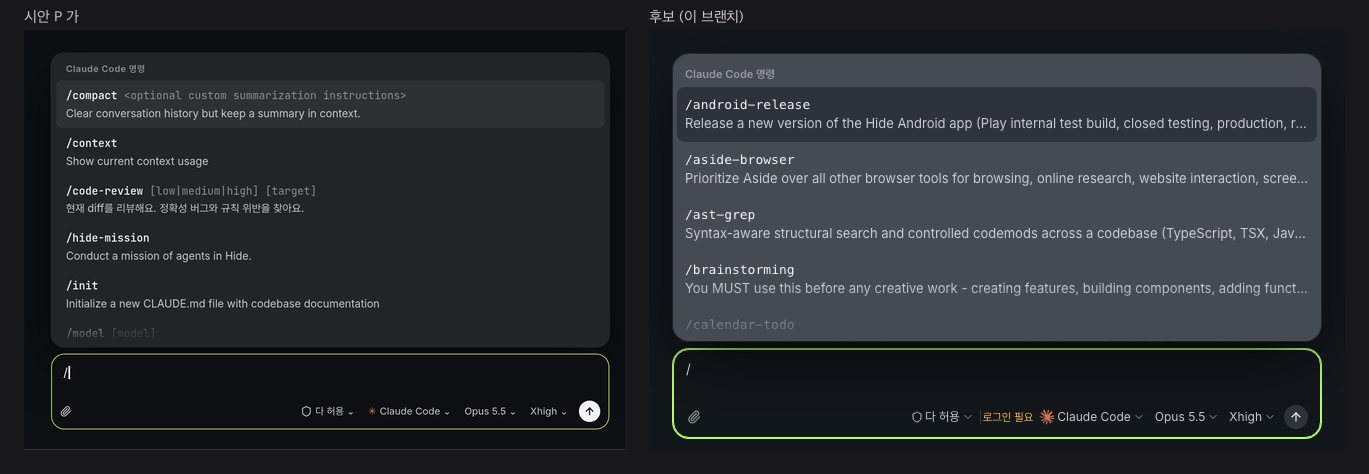 시안 P 가
Claude Code 명령
/compact <optional custom summarization instructions>
Clear conversation history but keep a summary in context.
/context
Show current context usage
/code-review [low|medium|high] [target]
현재 diff를 리뷰해요. 정확성 버그와 규칙 위반을 찾아요.
/hide-mission
Conduct a mission of agents in Hide.
/init
Initialize a new CLAUDE.md file with codebase documentation
/model [model]
/
다 허용 Claude Code Opus 5.5 Xhigh
후보 (이 브랜치)
Claude Code 명령
/android-release
Release a new version of the Hide Android app (Play internal test build, closed testing, production, r...
/aside-browser
Prioritize Aside over all other browser tools for browsing, online research, website interaction, scree...
/ast-grep
Syntax-aware structural search and controlled codemods across a codebase (TypeScript, TSX, Jav...
/brainstorming
You MUST use this before any creative work - creating features, building components, adding funct...
/calendar-todo
/
다 허용 로그인 필요 Claude Code Opus 5.5 Xhigh